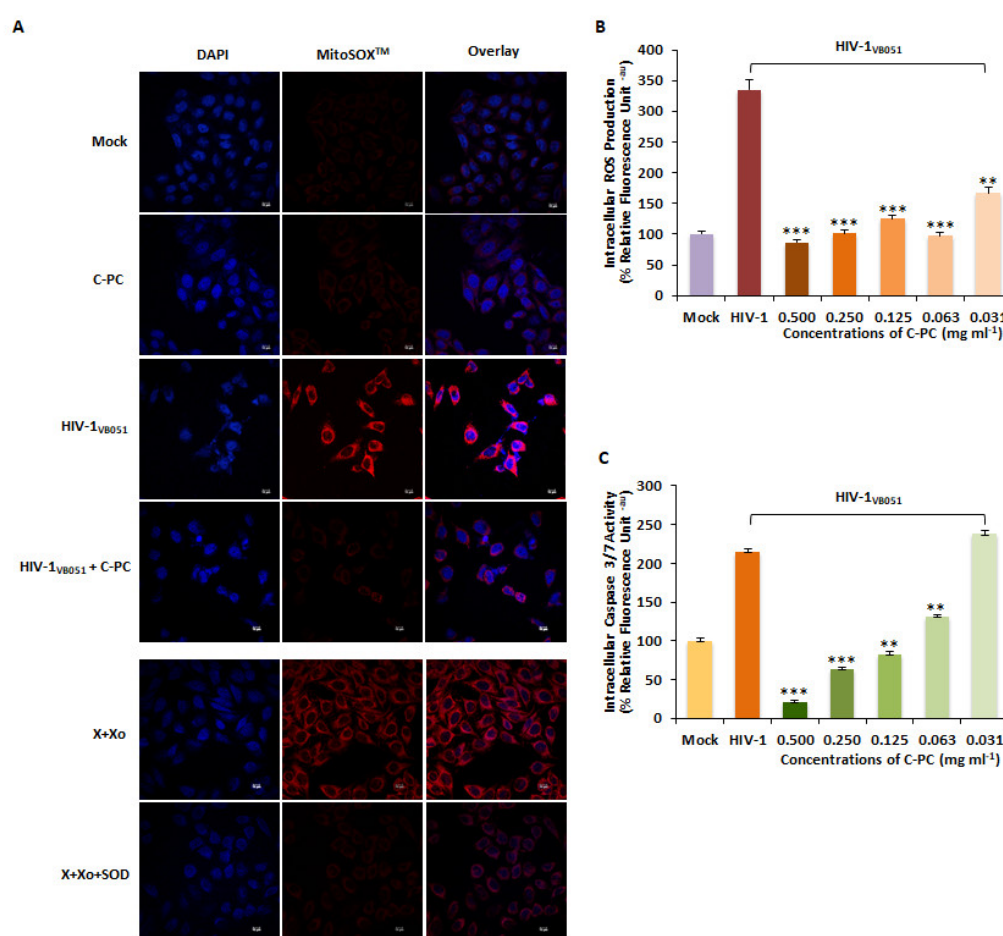 A
DAPI MitoSOX™ Overlay
Mock
C-PC
HIV-1VB051
HIV-1VB051 + C-PC
X+Xo
X+Xo+SOD
B
HIV-1VB051
Intracellular ROS Production
(% Relative Fluorescence Unit -au)
400
350
300
250
200
150
100
50
0
*** *** *** *** **
Mock HIV-1 0.500 0.250 0.125 0.063 0.031
Concentrations of C-PC (mg ml-1)
C
HIV-1VB051
Intracellular Caspase 3/7 Activity
(% Relative Fluorescence Unit -au)
300
250
200
150
100
50
0
*** *** ** **
Mock HIV-1 0.500 0.250 0.125 0.063 0.031
Concentrations of C-PC (mg ml-1)